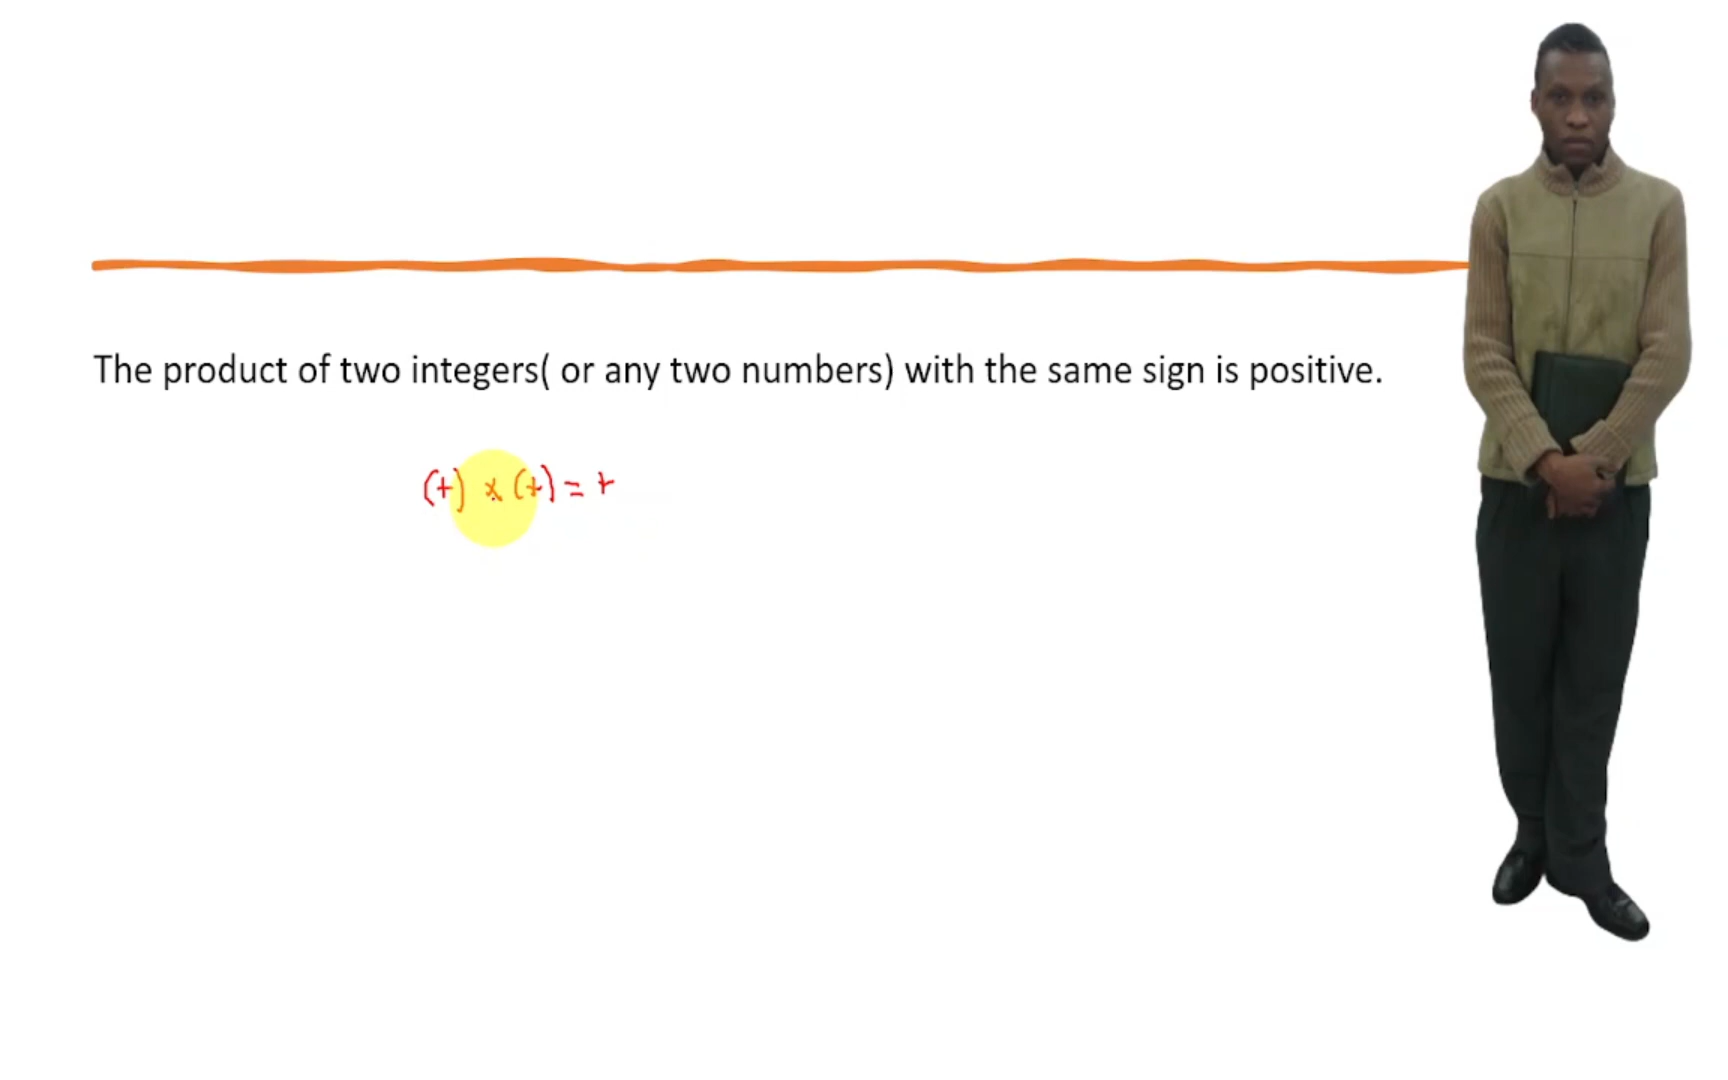 The product of two integers( or any two numbers) with the same sign is positive.
(+) x (+) = +